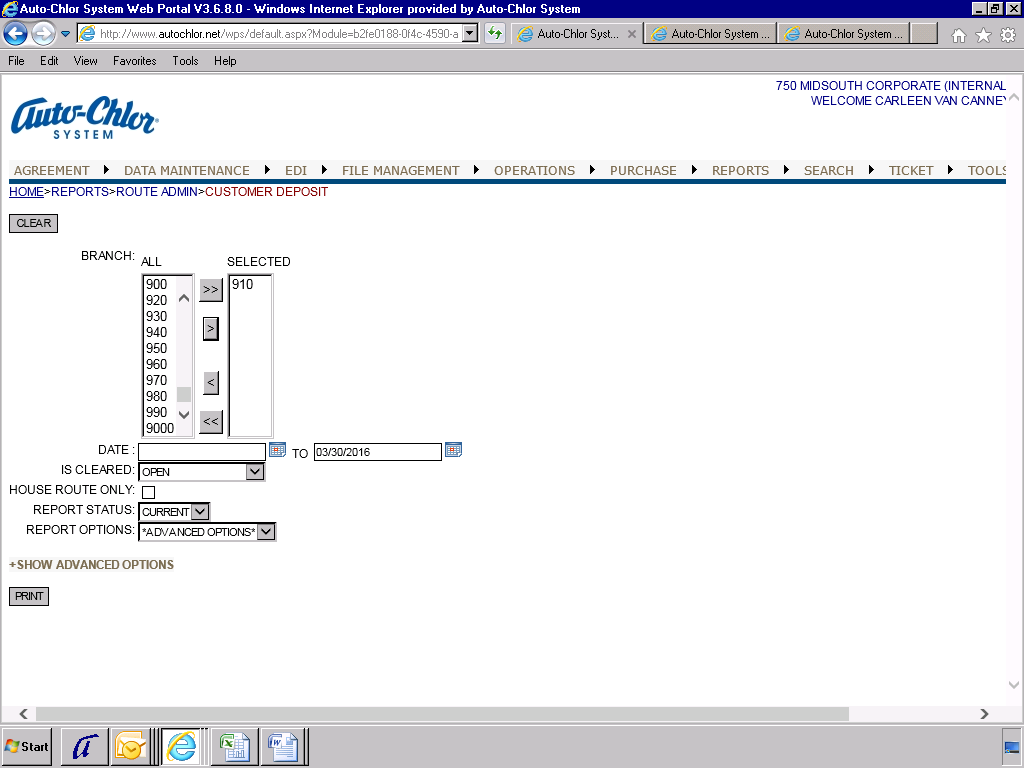 Auto-Chlor System Web Portal V3.6.8.0 - Windows Internet Explorer provided by Auto-Chlor System
http://www.autochlor.net/wps/default.aspx?Module=b2fe0188-0f4c-4590-a
Auto-Chlor Syst...
Auto-Chlor System ...
Auto-Chlor System ...
File Edit View Favorites Tools Help
750 MIDSOUTH CORPORATE (INTERNAL
WELCOME CARLEEN VAN CANNEY
Auto-Chlor
SYSTEM
AGREEMENT DATA MAINTENANCE EDI FILE MANAGEMENT OPERATIONS PURCHASE REPORTS SEARCH TICKET TOOLS
HOME>REPORTS>ROUTE ADMIN>CUSTOMER DEPOSIT
CLEAR
BRANCH: ALL SELECTED
900 >> 910
920
930
940 >
950
960
970 <
980
990 <<
9000
DATE : TO 03/30/2016
IS CLEARED: OPEN
HOUSE ROUTE ONLY:
REPORT STATUS: CURRENT
REPORT OPTIONS: *ADVANCED OPTIONS*
+SHOW ADVANCED OPTIONS
PRINT
Start